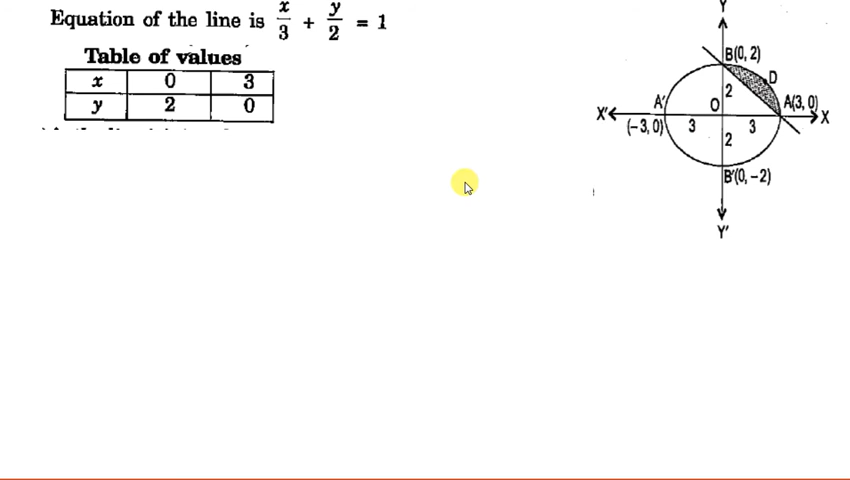 Equation of the line is x/3 + y/2 = 1
Table of values
x 0 3
y 2 0
Y
B(0, 2)
D
2
A'
O
A(3, 0)
X'
X
(– 3, 0)
3
3
2
B'(0, – 2)
Y'